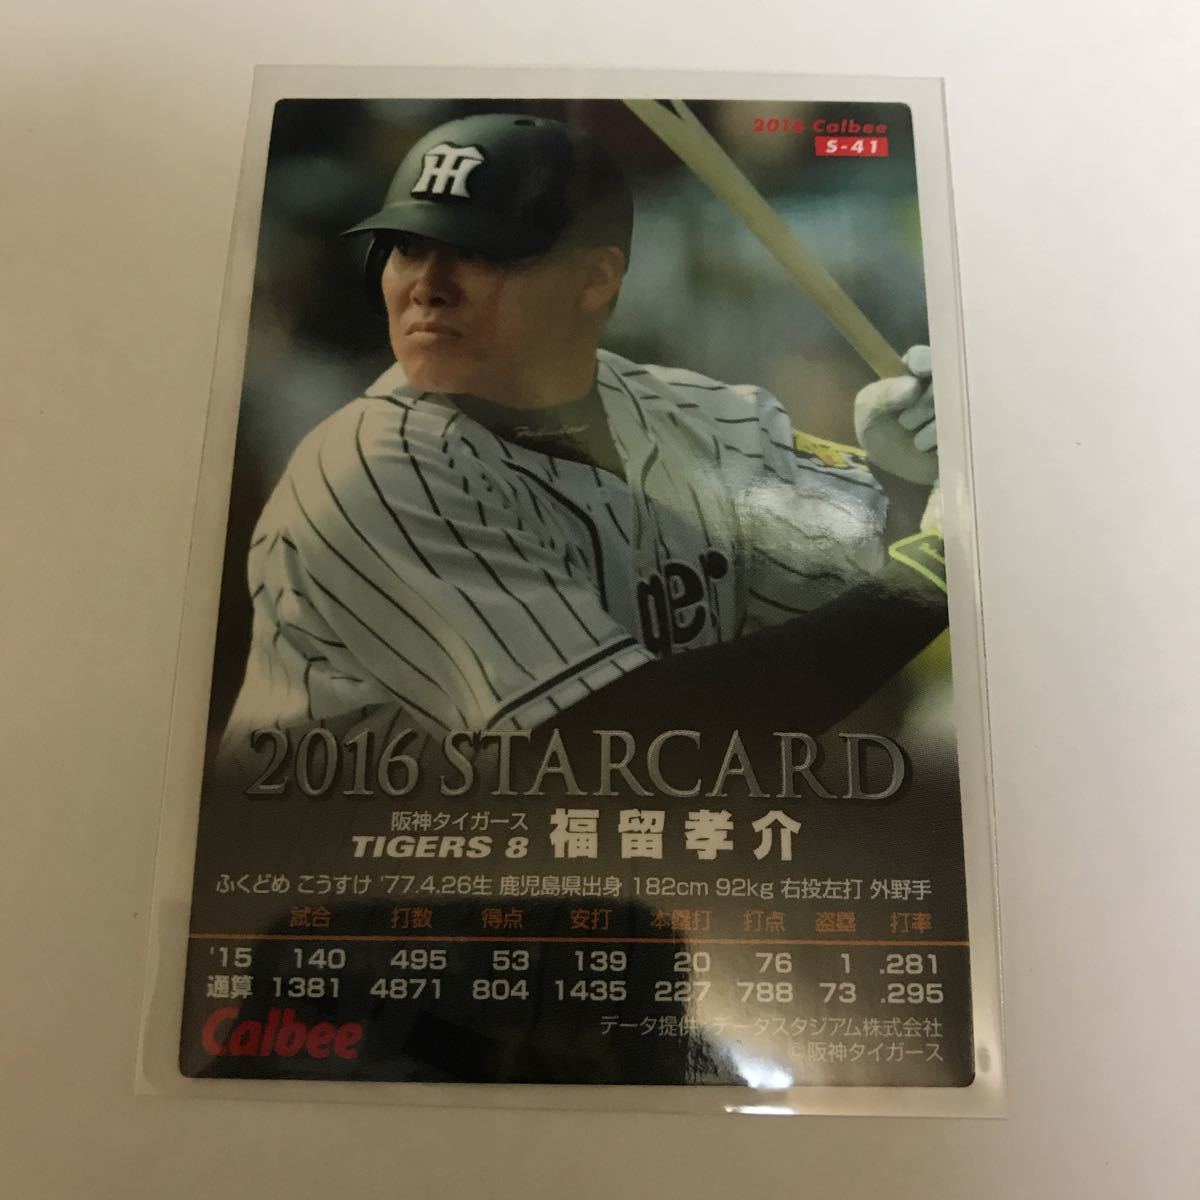 2016 Calbee
S-41
TH
ger
2016 STARCARD
阪神タイガース
TIGERS 8 福留孝介
ふくどめ こうすけ '77.4.26生 鹿児島県出身 182cm 92kg 右投左打 外野手
試合 打数 得点 安打 本塁打 打点 盗塁 打率
'15 140 495 53 139 20 76 1 .281
通算 1381 4871 804 1435 227 788 73 .295
Calbee
データ提供:データスタジアム株式会社
©阪神タイガース